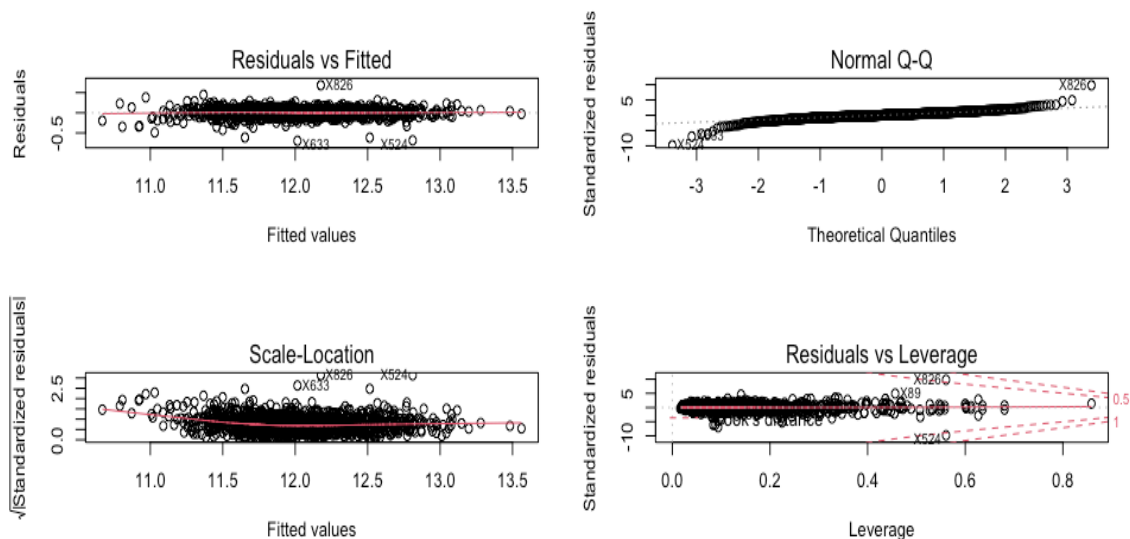 Residuals vs Fitted
Residuals
-0.5
X826
X633
X524
11.0 11.5 12.0 12.5 13.0 13.5
Fitted values
Normal Q-Q
Standardized residuals
-10 5
X826
X524
-3 -2 -1 0 1 2 3
Theoretical Quantiles
Scale-Location
√|Standardized residuals|
0.0 2.5
X826
X524
X633
11.0 11.5 12.0 12.5 13.0 13.5
Fitted values
Residuals vs Leverage
Standardized residuals
-10 5
X826
X89
X524
distance
0.5
1
0.0 0.2 0.4 0.6 0.8
Leverage